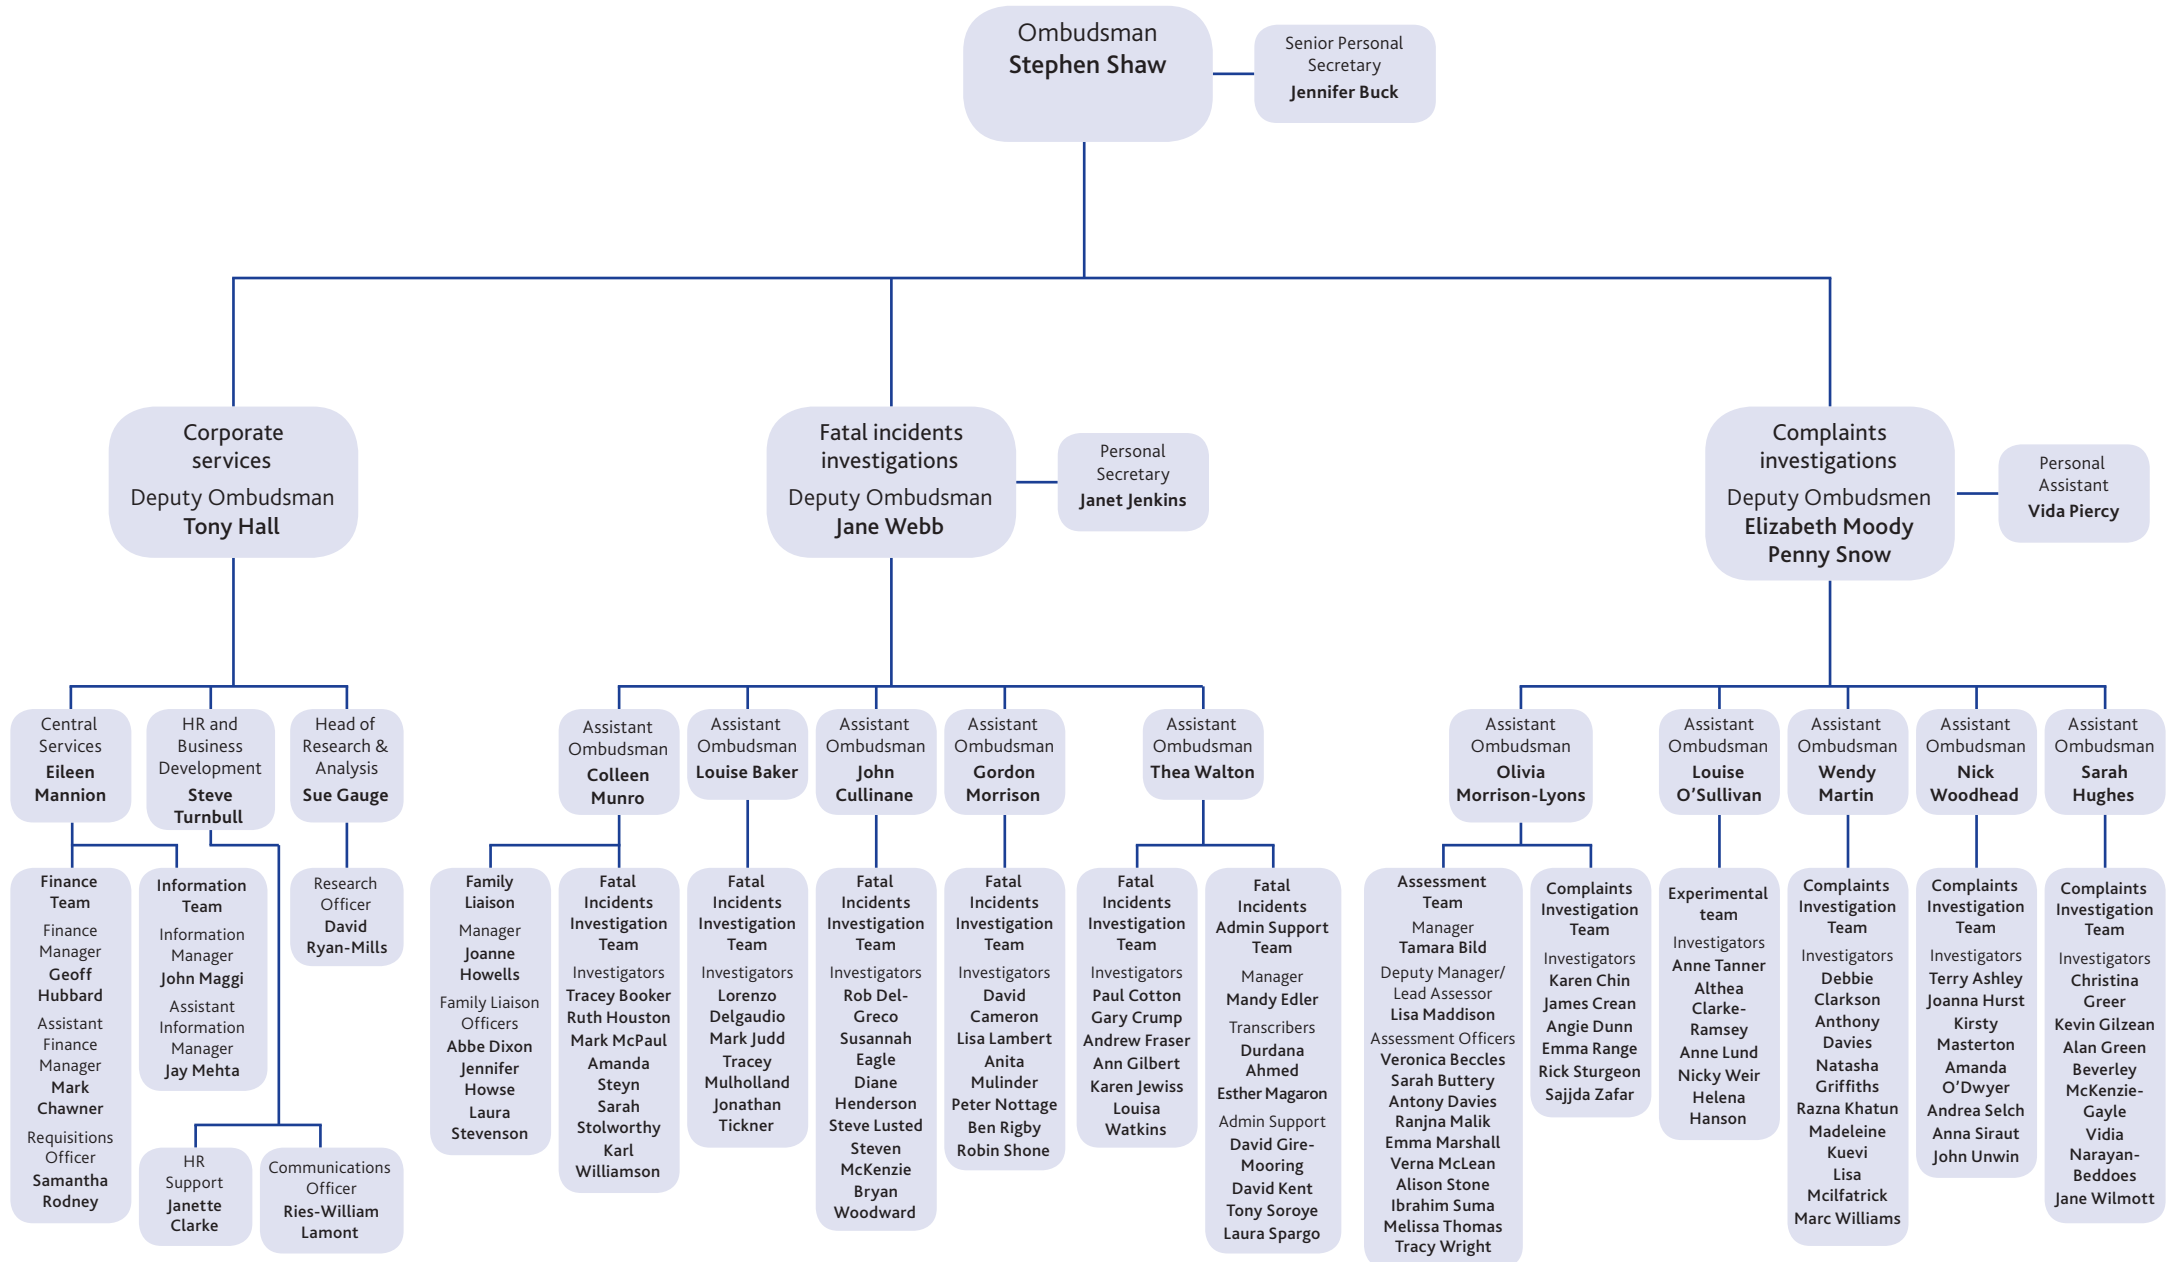 Ombudsman
Stephen Shaw
Senior Personal
Secretary
Jennifer Buck
Corporate
services
Deputy Ombudsman
Tony Hall
Fatal incidents
investigations
Deputy Ombudsman
Jane Webb
Personal
Secretary
Janet Jenkins
Complaints
investigations
Deputy Ombudsmen
Elizabeth Moody
Penny Snow
Personal
Assistant
Vida Piercy
Central
Services
Eileen
Mannion
HR and
Business
Development
Steve
Turnbull
Head of
Research &
Analysis
Sue Gauge
Assistant
Ombudsman
Colleen
Munro
Assistant
Ombudsman
Louise Baker
Assistant
Ombudsman
John
Cullinane
Assistant
Ombudsman
Gordon
Morrison
Assistant
Ombudsman
Thea Walton
Assistant
Ombudsman
Olivia
Morrison-Lyons
Assistant
Ombudsman
Louise
O’Sullivan
Assistant
Ombudsman
Wendy
Martin
Assistant
Ombudsman
Nick
Woodhead
Assistant
Ombudsman
Sarah
Hughes
Finance
Team
Finance
Manager
Geoff
Hubbard
Assistant
Finance
Manager
Mark
Chawner
Requisitions
Officer
Samantha
Rodney
Information
Team
Information
Manager
John Maggi
Assistant
Information
Manager
Jay Mehta
HR
Support
Janette
Clarke
Communications
Officer
Ries-William
Lamont
Research
Officer
David
Ryan-Mills
Family
Liaison
Manager
Joanne
Howells
Family Liaison
Officers
Abbe Dixon
Jennifer
Howse
Laura
Stevenson
Fatal
Incidents
Investigation
Team
Investigators
Tracey Booker
Ruth Houston
Mark McPaul
Amanda
Steyn
Sarah
Stolworthy
Karl
Williamson
Fatal
Incidents
Investigation
Team
Investigators
Lorenzo
Delgaudio
Mark Judd
Tracey
Mulholland
Jonathan
Tickner
Fatal
Incidents
Investigation
Team
Investigators
Rob Del-
Greco
Susannah
Eagle
Diane
Henderson
Steve Lusted
Steven
McKenzie
Bryan
Woodward
Fatal
Incidents
Investigation
Team
Investigators
David
Cameron
Lisa Lambert
Anita
Mulinder
Peter Nottage
Ben Rigby
Robin Shone
Fatal
Incidents
Investigation
Team
Investigators
Paul Cotton
Gary Crump
Andrew Fraser
Ann Gilbert
Karen Jewiss
Louisa
Watkins
Fatal
Incidents
Admin Support
Team
Manager
Mandy Edler
Transcribers
Durdana
Ahmed
Esther Magaron
Admin Support
David Gire-
Mooring
David Kent
Tony Soroye
Laura Spargo
Assessment
Team
Manager
Tamara Bild
Deputy Manager/
Lead Assessor
Lisa Maddison
Assessment Officers
Veronica Beccles
Sarah Buttery
Antony Davies
Ranjna Malik
Emma Marshall
Verna McLean
Alison Stone
Ibrahim Suma
Melissa Thomas
Tracy Wright
Complaints
Investigation
Team
Investigators
Karen Chin
James Crean
Angie Dunn
Emma Range
Rick Sturgeon
Sajjda Zafar
Experimental
team
Investigators
Anne Tanner
Althea
Clarke-
Ramsey
Anne Lund
Nicky Weir
Helena
Hanson
Complaints
Investigation
Team
Investigators
Debbie
Clarkson
Anthony
Davies
Natasha
Griffiths
Razna Khatun
Madeleine
Kuevi
Lisa
Mcilfatrick
Marc Williams
Complaints
Investigation
Team
Investigators
Terry Ashley
Joanna Hurst
Kirsty
Masterton
Amanda
O’Dwyer
Andrea Selch
Anna Siraut
John Unwin
Complaints
Investigation
Team
Investigators
Christina
Greer
Kevin Gilzean
Alan Green
Beverley
McKenzie-
Gayle
Vidia
Narayan-
Beddoes
Jane Wilmott